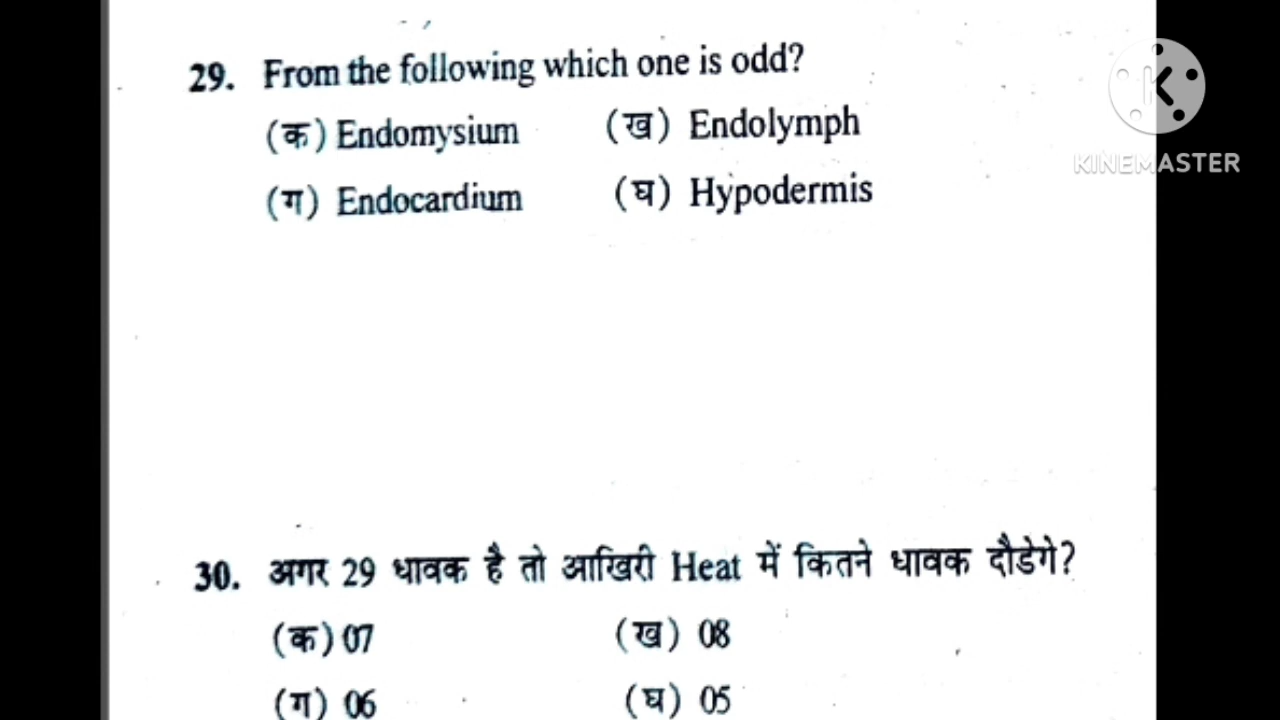 29. From the following which one is odd?
(क) Endomysium (ख) Endolymph
(ग) Endocardium (घ) Hypodermis
KINEMASTER
30. अगर 29 धावक है तो आखिरी Heat में कितने धावक दौडेगे?
(क) 07 (ख) 08
(ग) 06 (घ) 05